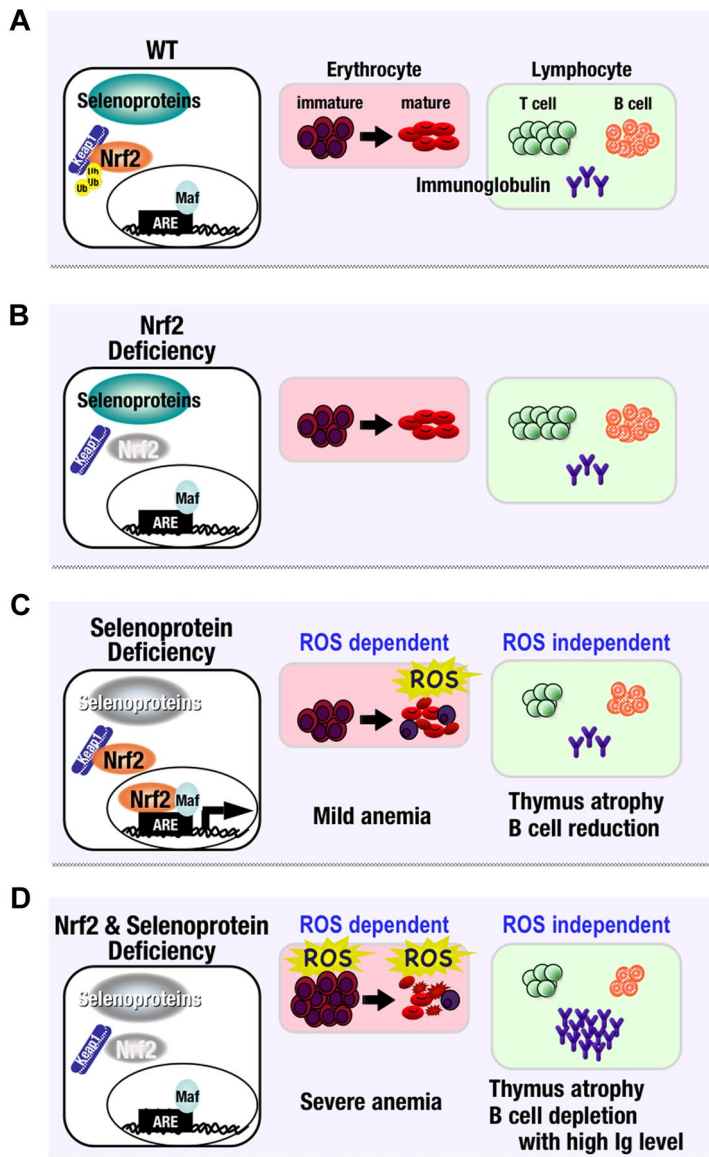 A
WT
Selenoproteins
Keap1
Nrf2
Ub
Ub
Ub
Maf
ARE
Erythrocyte
immature
mature
Lymphocyte
T cell
B cell
Immunoglobulin
B
Nrf2
Deficiency
Selenoproteins
Keap1
Nrf2
Maf
ARE
C
Selenoprotein
Deficiency
Selenoproteins
Keap1
Nrf2
Nrf2
Maf
ARE
ROS dependent
ROS
Mild anemia
ROS independent
Thymus atrophy
B cell reduction
D
Nrf2 & Selenoprotein
Deficiency
Selenoproteins
Keap1
Nrf2
Maf
ARE
ROS dependent
ROS
ROS
Severe anemia
ROS independent
Thymus atrophy
B cell depletion
with high Ig level